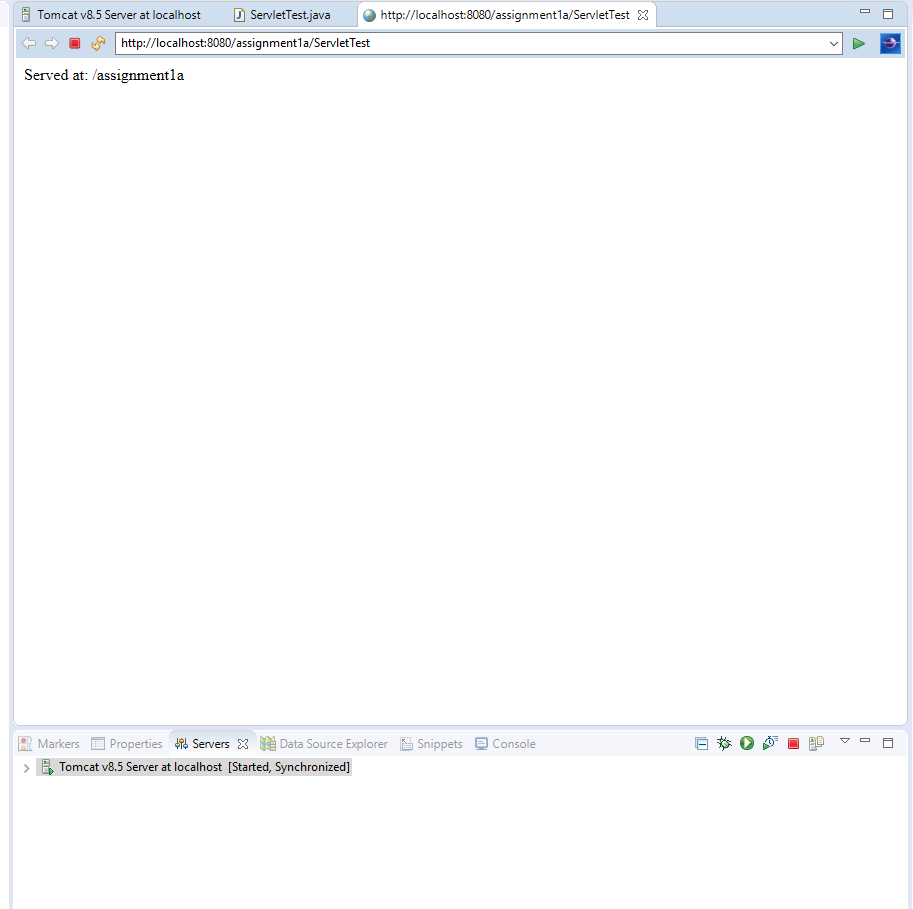 Tomcat v8.5 Server at localhost ServletTest.java http://localhost:8080/assignment1a/ServletTest
http://localhost:8080/assignment1a/ServletTest
Served at: /assignment1a
Markers Properties Servers Data Source Explorer Snippets Console
Tomcat v8.5 Server at localhost [Started, Synchronized]